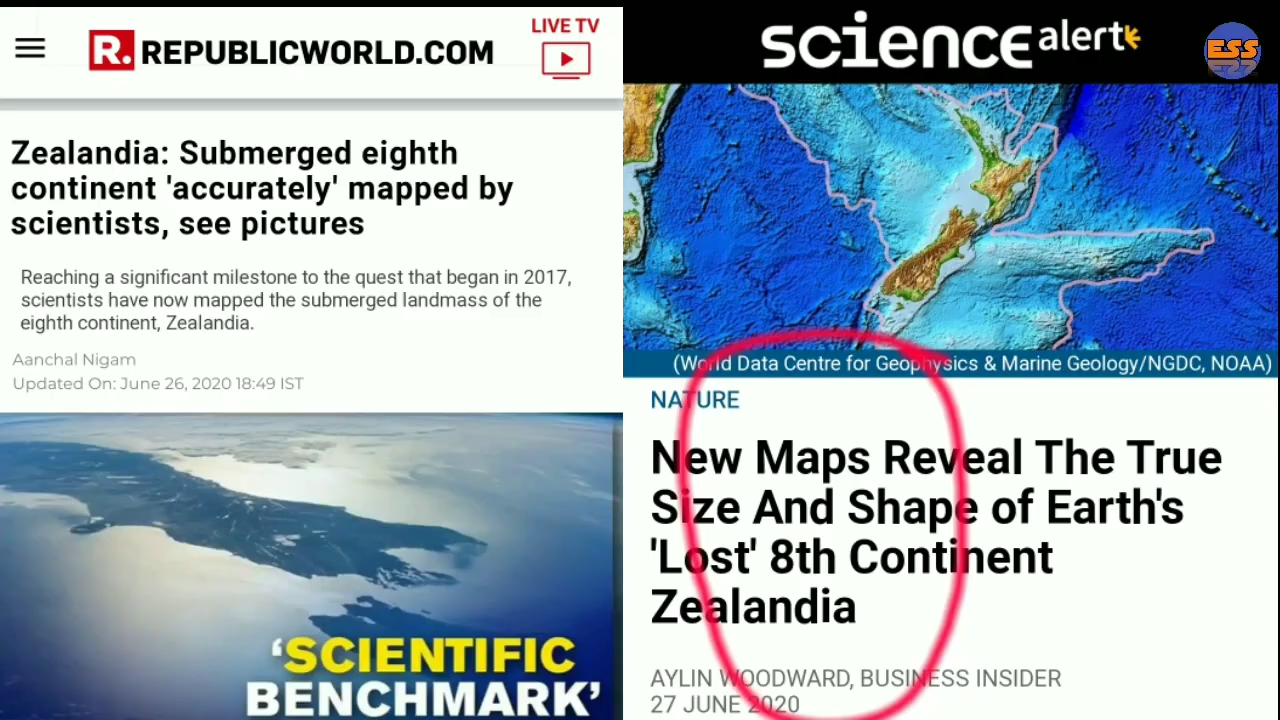 R.
REPUBLICWORLD.COM
LIVE TV
Zealandia: Submerged eighth
continent 'accurately' mapped by
scientists, see pictures
Reaching a significant milestone to the quest that began in 2017,
scientists have now mapped the submerged landmass of the
eighth continent, Zealandia.
Aanchal Nigam
Updated On: June 26, 2020 18:49 IST
‘SCIENTIFIC
BENCHMARK’
science alert
ESS
(World Data Centre for Geophysics & Marine Geology/NGDC, NOAA)
NATURE
New Maps Reveal The True
Size And Shape of Earth's
'Lost' 8th Continent
Zealandia
AYLIN WOODWARD, BUSINESS INSIDER
27 JUNE 2020